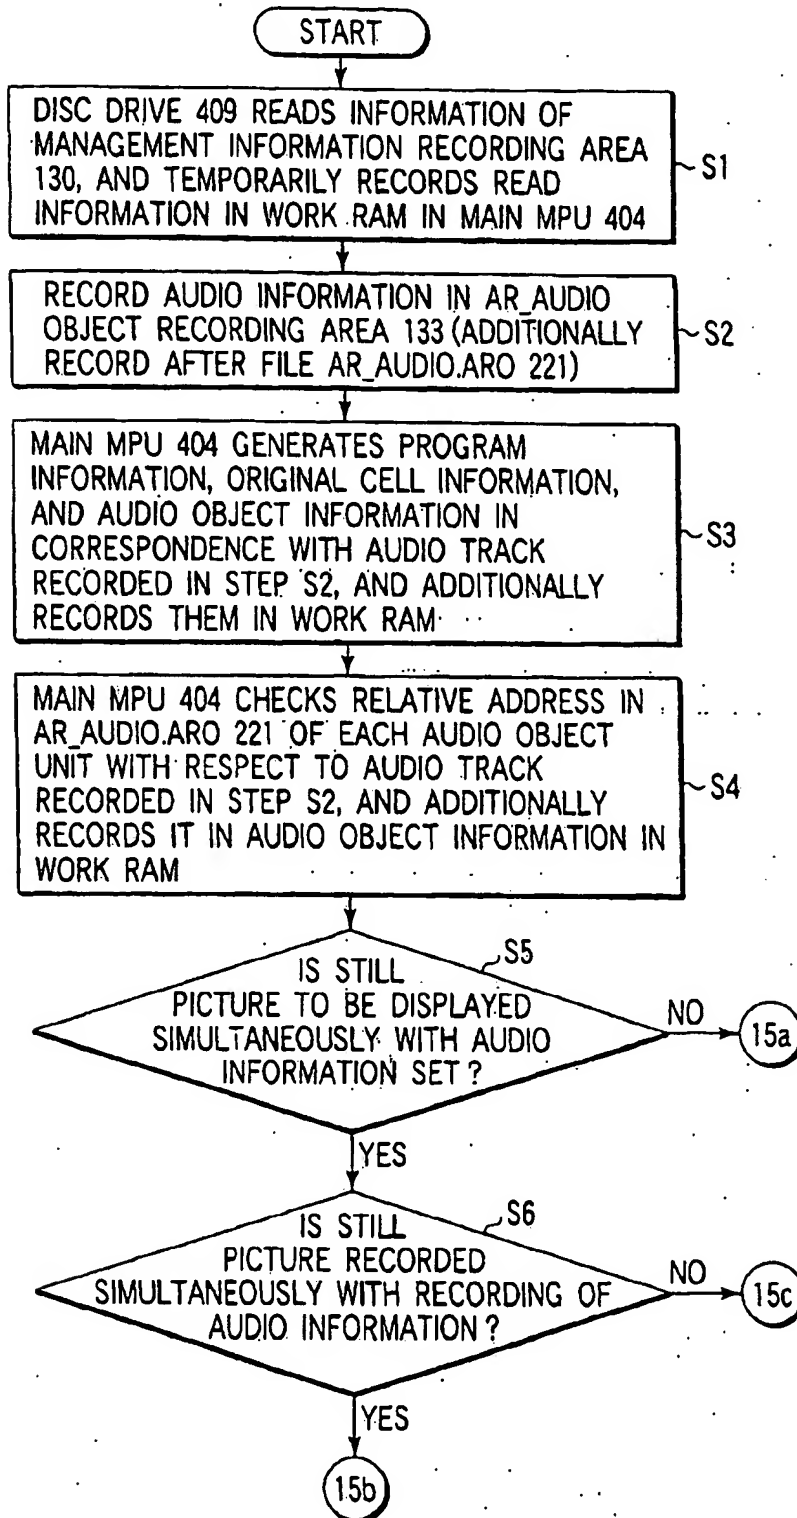 START
DISC DRIVE 409 READS INFORMATION OF
MANAGEMENT INFORMATION RECORDING AREA
130, AND TEMPORARILY RECORDS READ
INFORMATION IN WORK RAM IN MAIN MPU 404
S1
RECORD AUDIO INFORMATION IN AR_AUDIO
OBJECT RECORDING AREA 133 (ADDITIONALLY
RECORD AFTER FILE AR_AUDIO.ARO 221)
S2
MAIN MPU 404 GENERATES PROGRAM
INFORMATION, ORIGINAL CELL INFORMATION,
AND AUDIO OBJECT INFORMATION IN
CORRESPONDENCE WITH AUDIO TRACK
RECORDED IN STEP S2, AND ADDITIONALLY
RECORDS THEM IN WORK RAM
S3
MAIN MPU 404 CHECKS RELATIVE ADDRESS IN
AR_AUDIO.ARO 221 OF EACH AUDIO OBJECT
UNIT WITH RESPECT TO AUDIO TRACK
RECORDED IN STEP S2, AND ADDITIONALLY
RECORDS IT IN AUDIO OBJECT INFORMATION IN
WORK RAM
S4
IS STILL
PICTURE TO BE DISPLAYED
SIMULTANEOUSLY WITH AUDIO
INFORMATION SET?
S5
NO
15a
YES
IS STILL
PICTURE RECORDED
SIMULTANEOUSLY WITH RECORDING OF
AUDIO INFORMATION?
S6
NO
15c
YES
15b